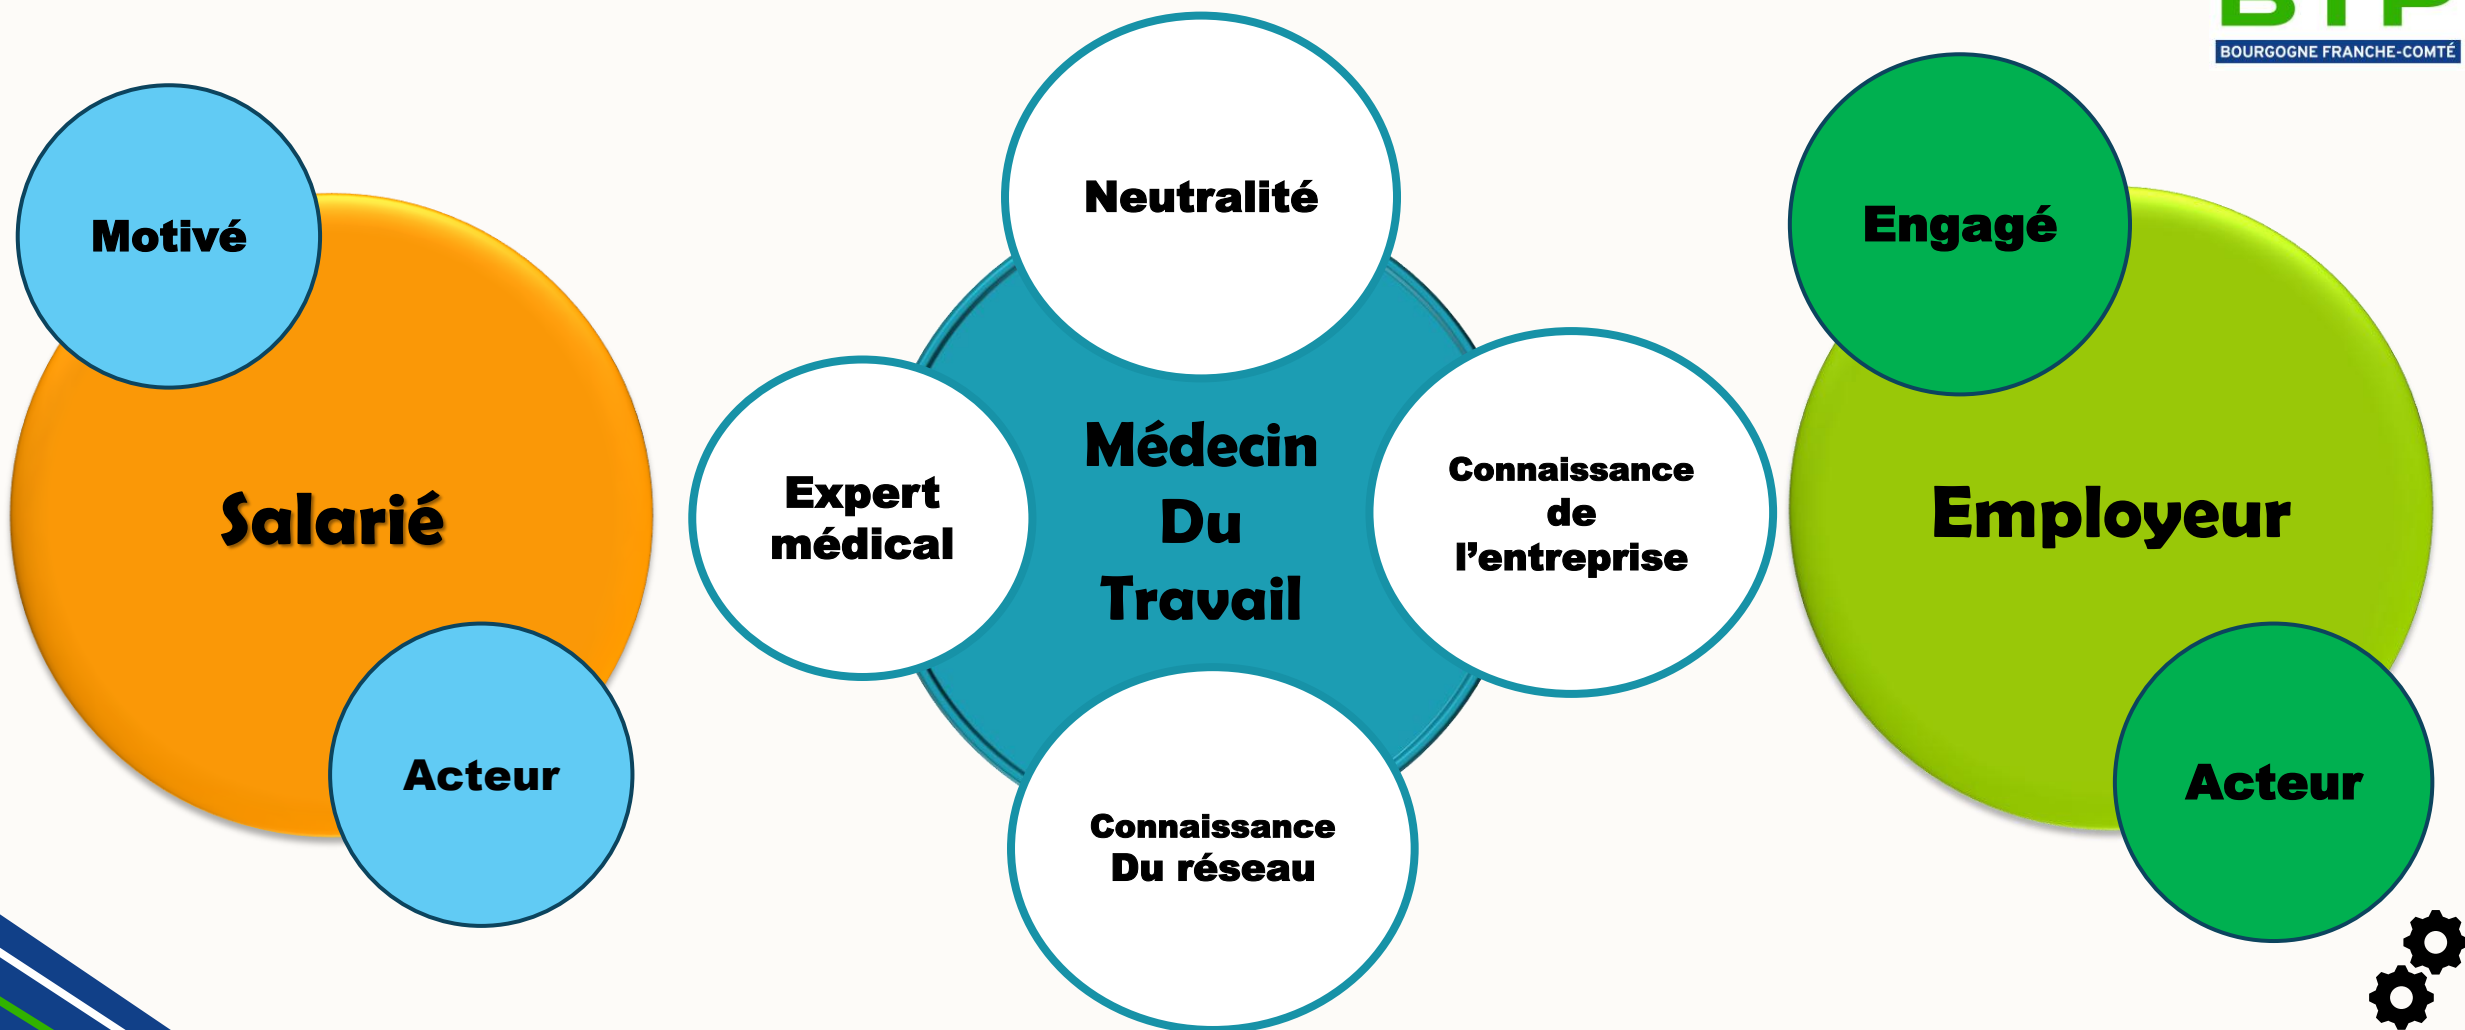 BTP
BOURGOGNE FRANCHE-COMTÉ
Motivé
Salarié
Acteur
Neutralité
Expert
médical
Médecin
Du
Travail
Connaissance
de
l’entreprise
Connaissance
Du réseau
Engagé
Employeur
Acteur